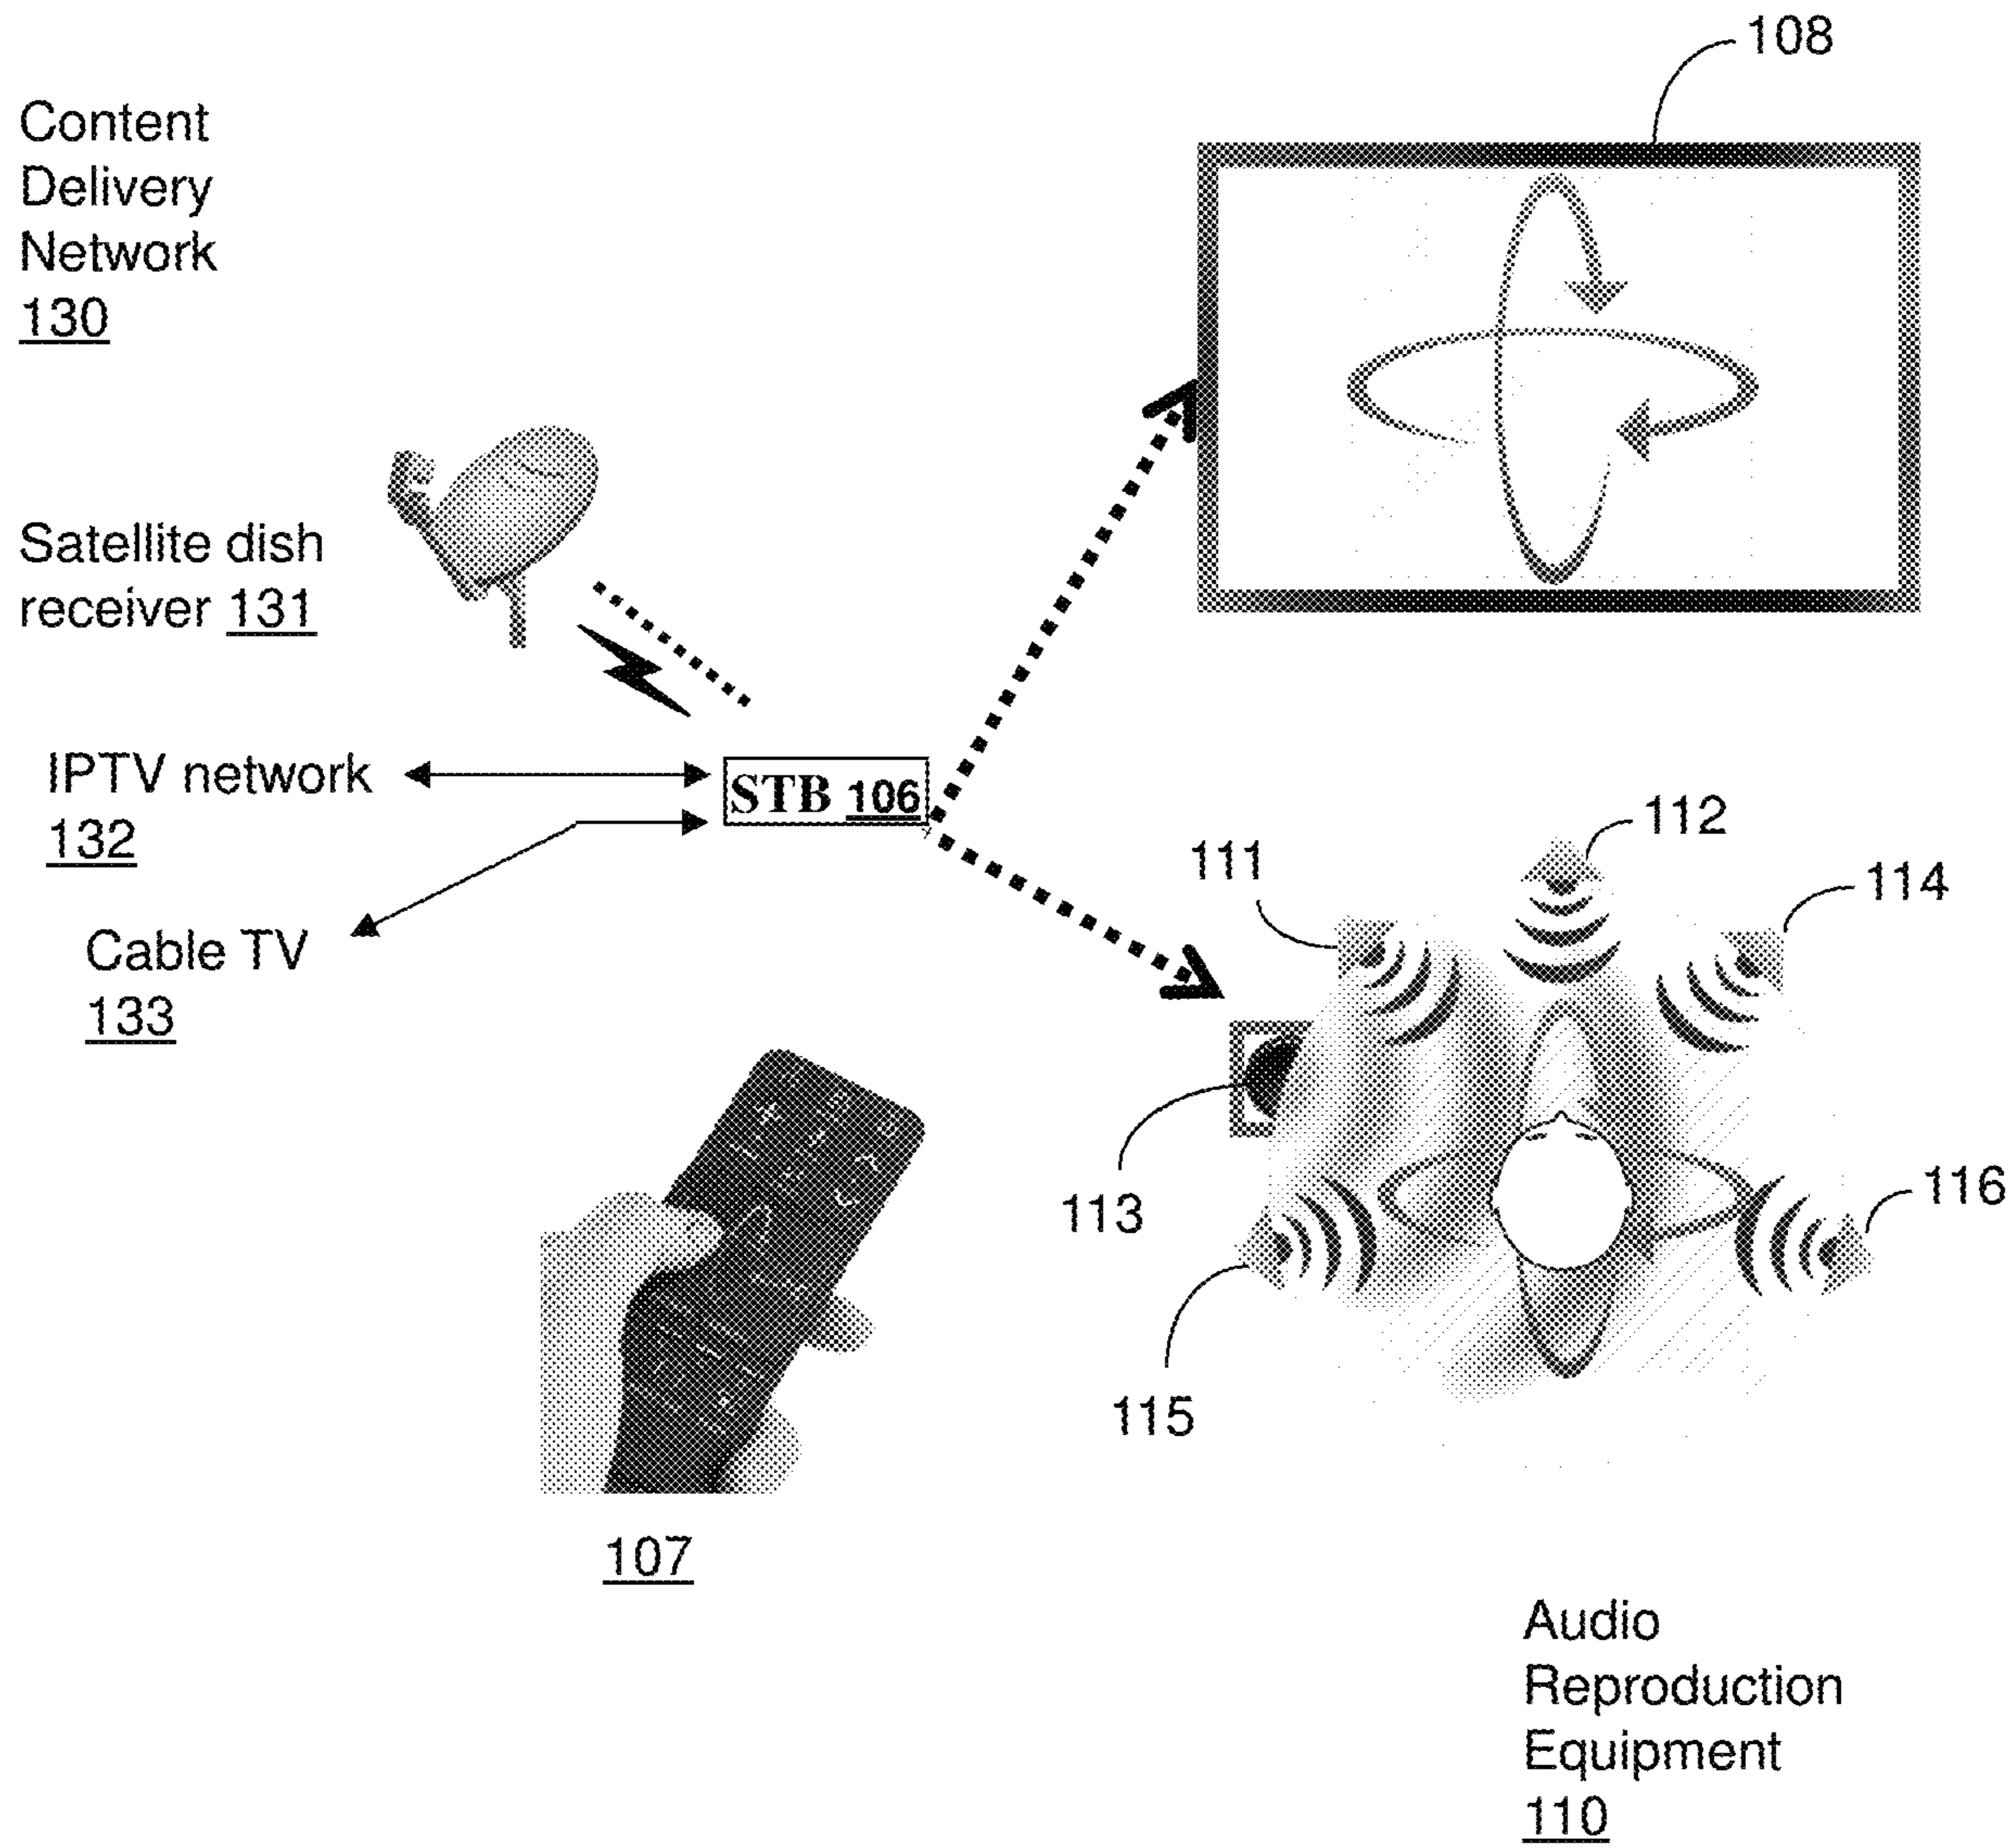 108
Content
Delivery
Network
130
Satellite dish
receiver 131
IPTV network
132
STB 106
Cable TV
133
112
111
114
113
116
115
107
Audio
Reproduction
Equipment
110